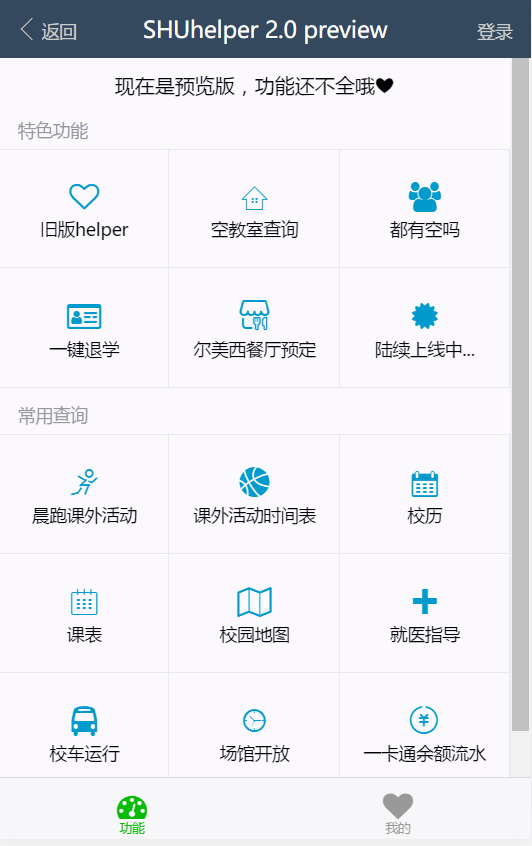 返回 SHUhelper 2.0 preview 登录
现在是预览版，功能还不全哦♥
特色功能
旧版helper 空教室查询 都有空吗
一键退学 尔美西餐厅预定 陆续上线中...
常用查询
晨跑课外活动 课外活动时间表 校历
课表 校园地图 就医指导
校车运行 场馆开放 一卡通余额流水
功能 我的